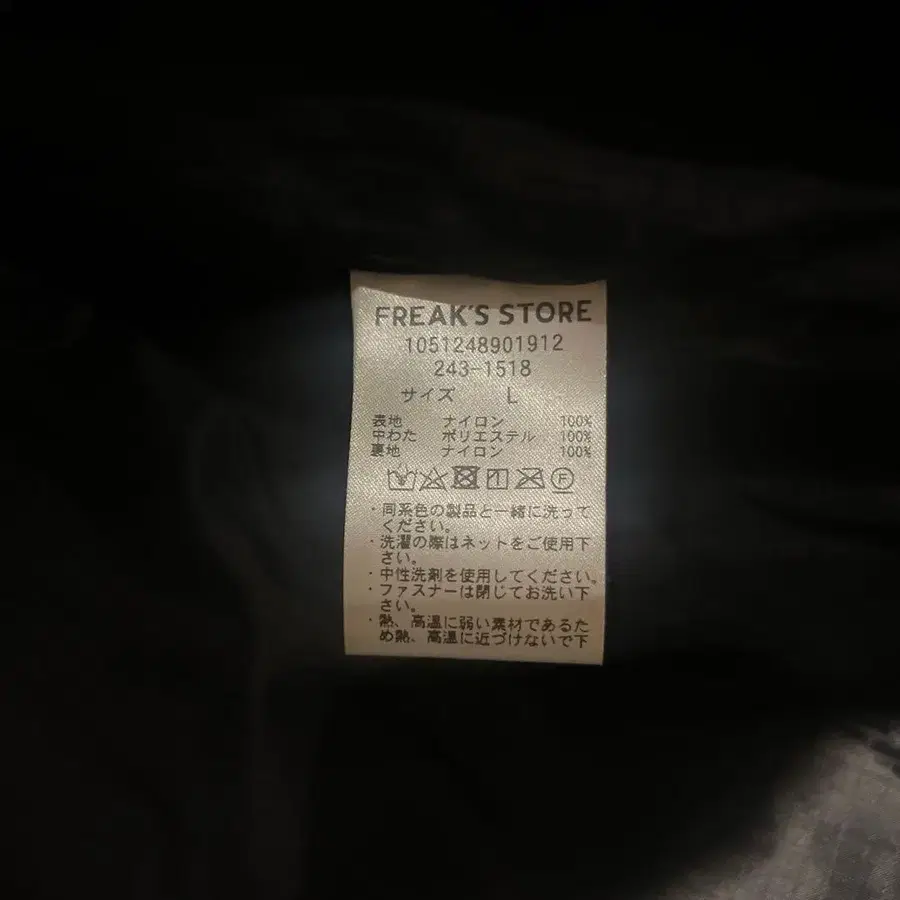 FREAK'S STORE
1051248901912
243-1518
サイズ L
表地 ナイロン 100%
中わた ポリエステル 100%
裏地 ナイロン 100%
F
・同系色の製品と一緒に洗って
ください。
・洗濯の際はネットをご使用下
さい。
・中性洗剤を使用してください。
・ファスナーは閉じてお洗い下
さい。
・熱、高温に弱い素材であるた
め熱、高温に近づけないで下